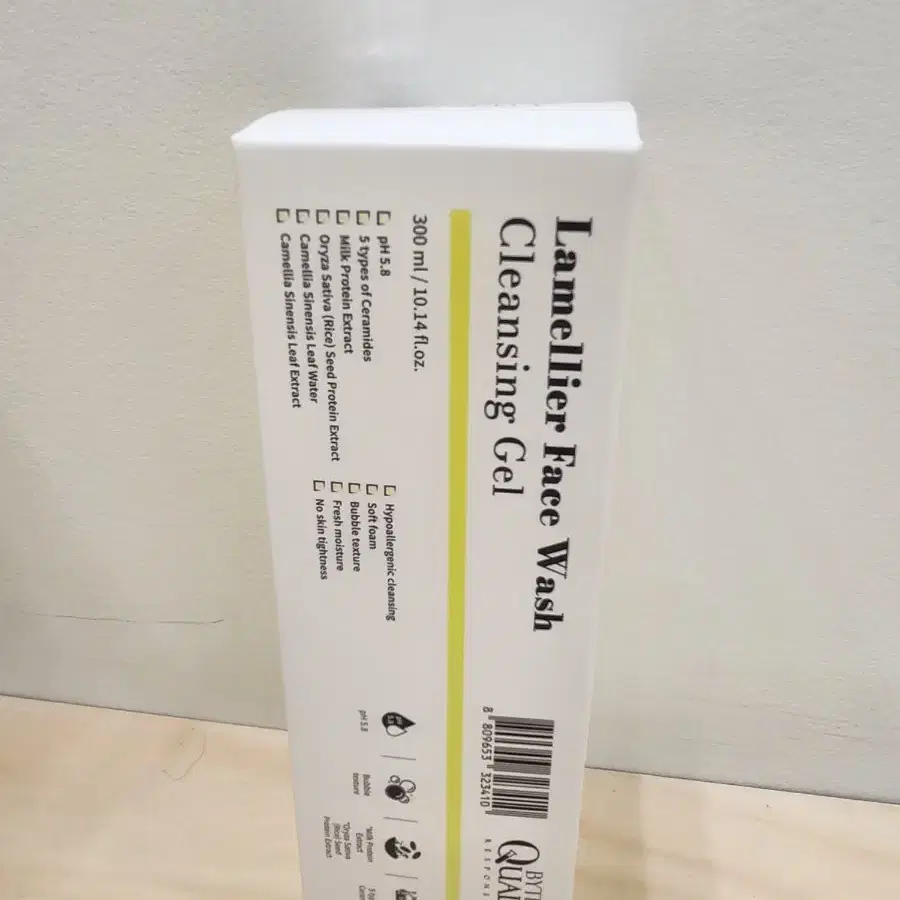 Lamellier Face Wash
Cleansing Gel
300 ml / 10.14 fl.oz.
pH 5.8
5 types of Ceramides
Milk Protein Extract
Oryza Sativa (Rice) Seed Protein Extract
Camellia Sinensis Leaf Water
Camellia Sinensis Leaf Extract
Hypoallergenic cleansing
Soft foam
Bubble texture
Fresh moisture
No skin tightness
8 809653 323410
pH 5.8
pH 5.8
Bubble
texture
*Milk Protein
Extract
*Oryza Sativa
(Rice) Seed
Protein Extract